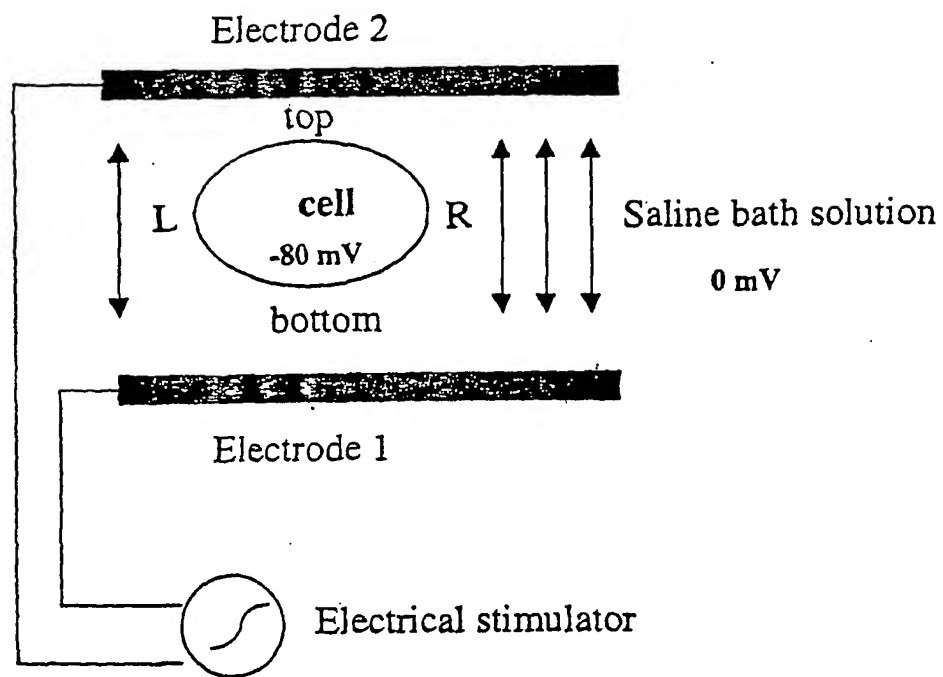 Electrode 2
top
L
cell
R
Saline bath solution
-80 mV
0 mV
bottom
Electrode 1
Electrical stimulator